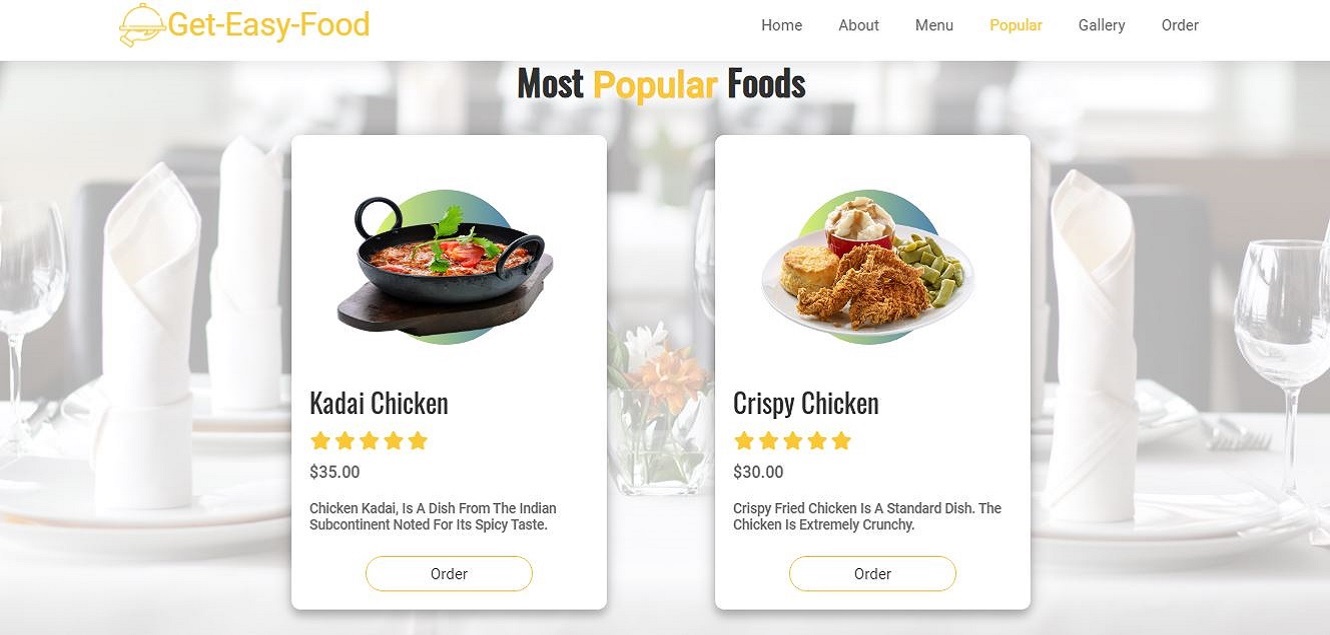 Get-Easy-Food
Home About Menu Popular Gallery Order
Most Popular Foods
Kadai Chicken
$35.00
Chicken Kadai, Is A Dish From The Indian
Subcontinent Noted For Its Spicy Taste.
Order
Crispy Chicken
$30.00
Crispy Fried Chicken Is A Standard Dish. The
Chicken Is Extremely Crunchy.
Order